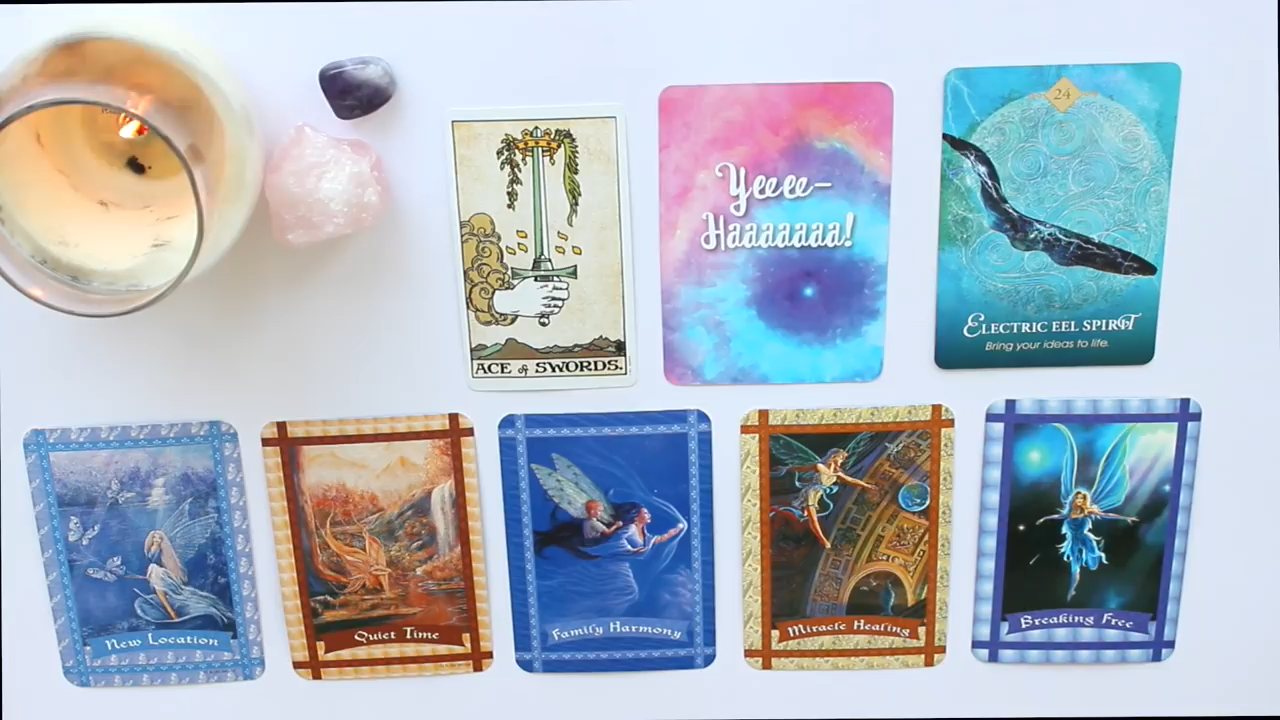 ACE of SWORDS.
Yeeee-
Haaaaaaa!
24
ELECTRIC EEL SPIRIT
Bring your ideas to life.
New Location
Quiet Time
Family Harmony
Miracle Healing
Breaking Free